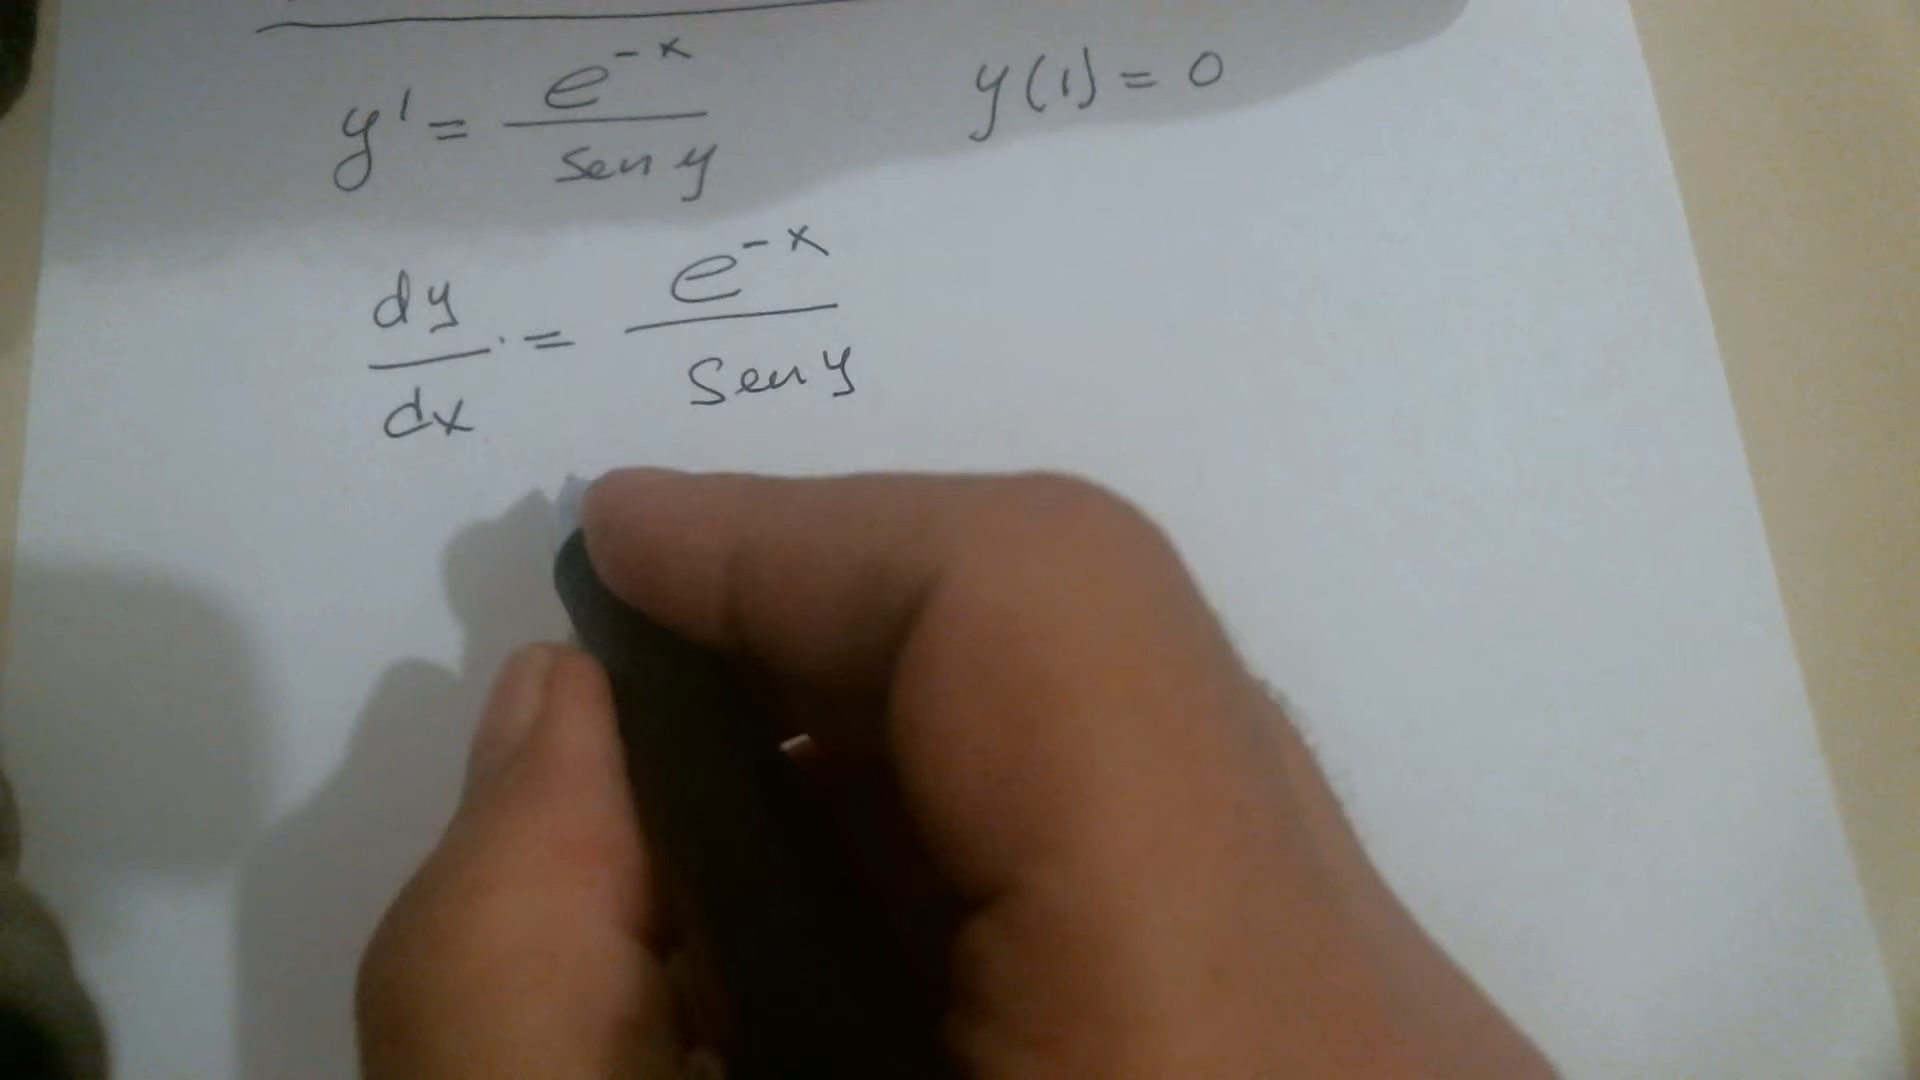 y' = e^{-x} / sen y    y(1) = 0
dy/dx = e^{-x} / sen y